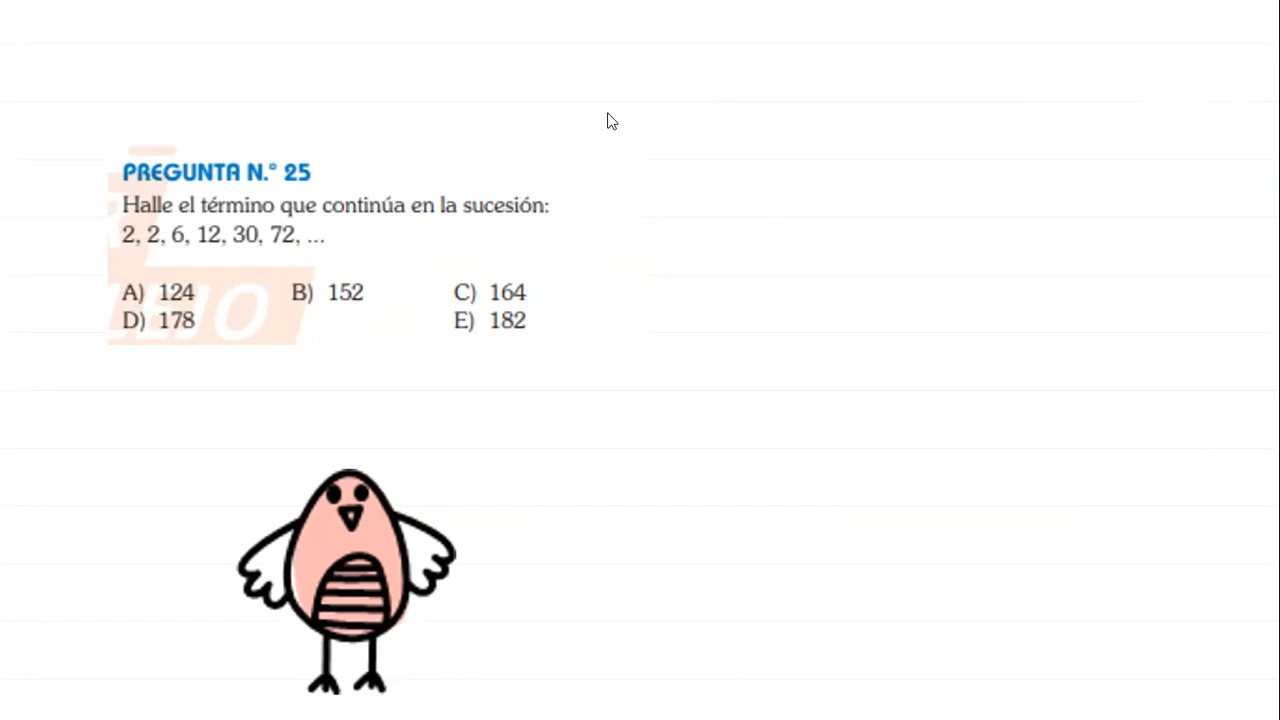 PREGUNTA N.° 25
Halle el término que continúa en la sucesión:
2, 2, 6, 12, 30, 72, ...
A) 124 B) 152 C) 164
D) 178 E) 182